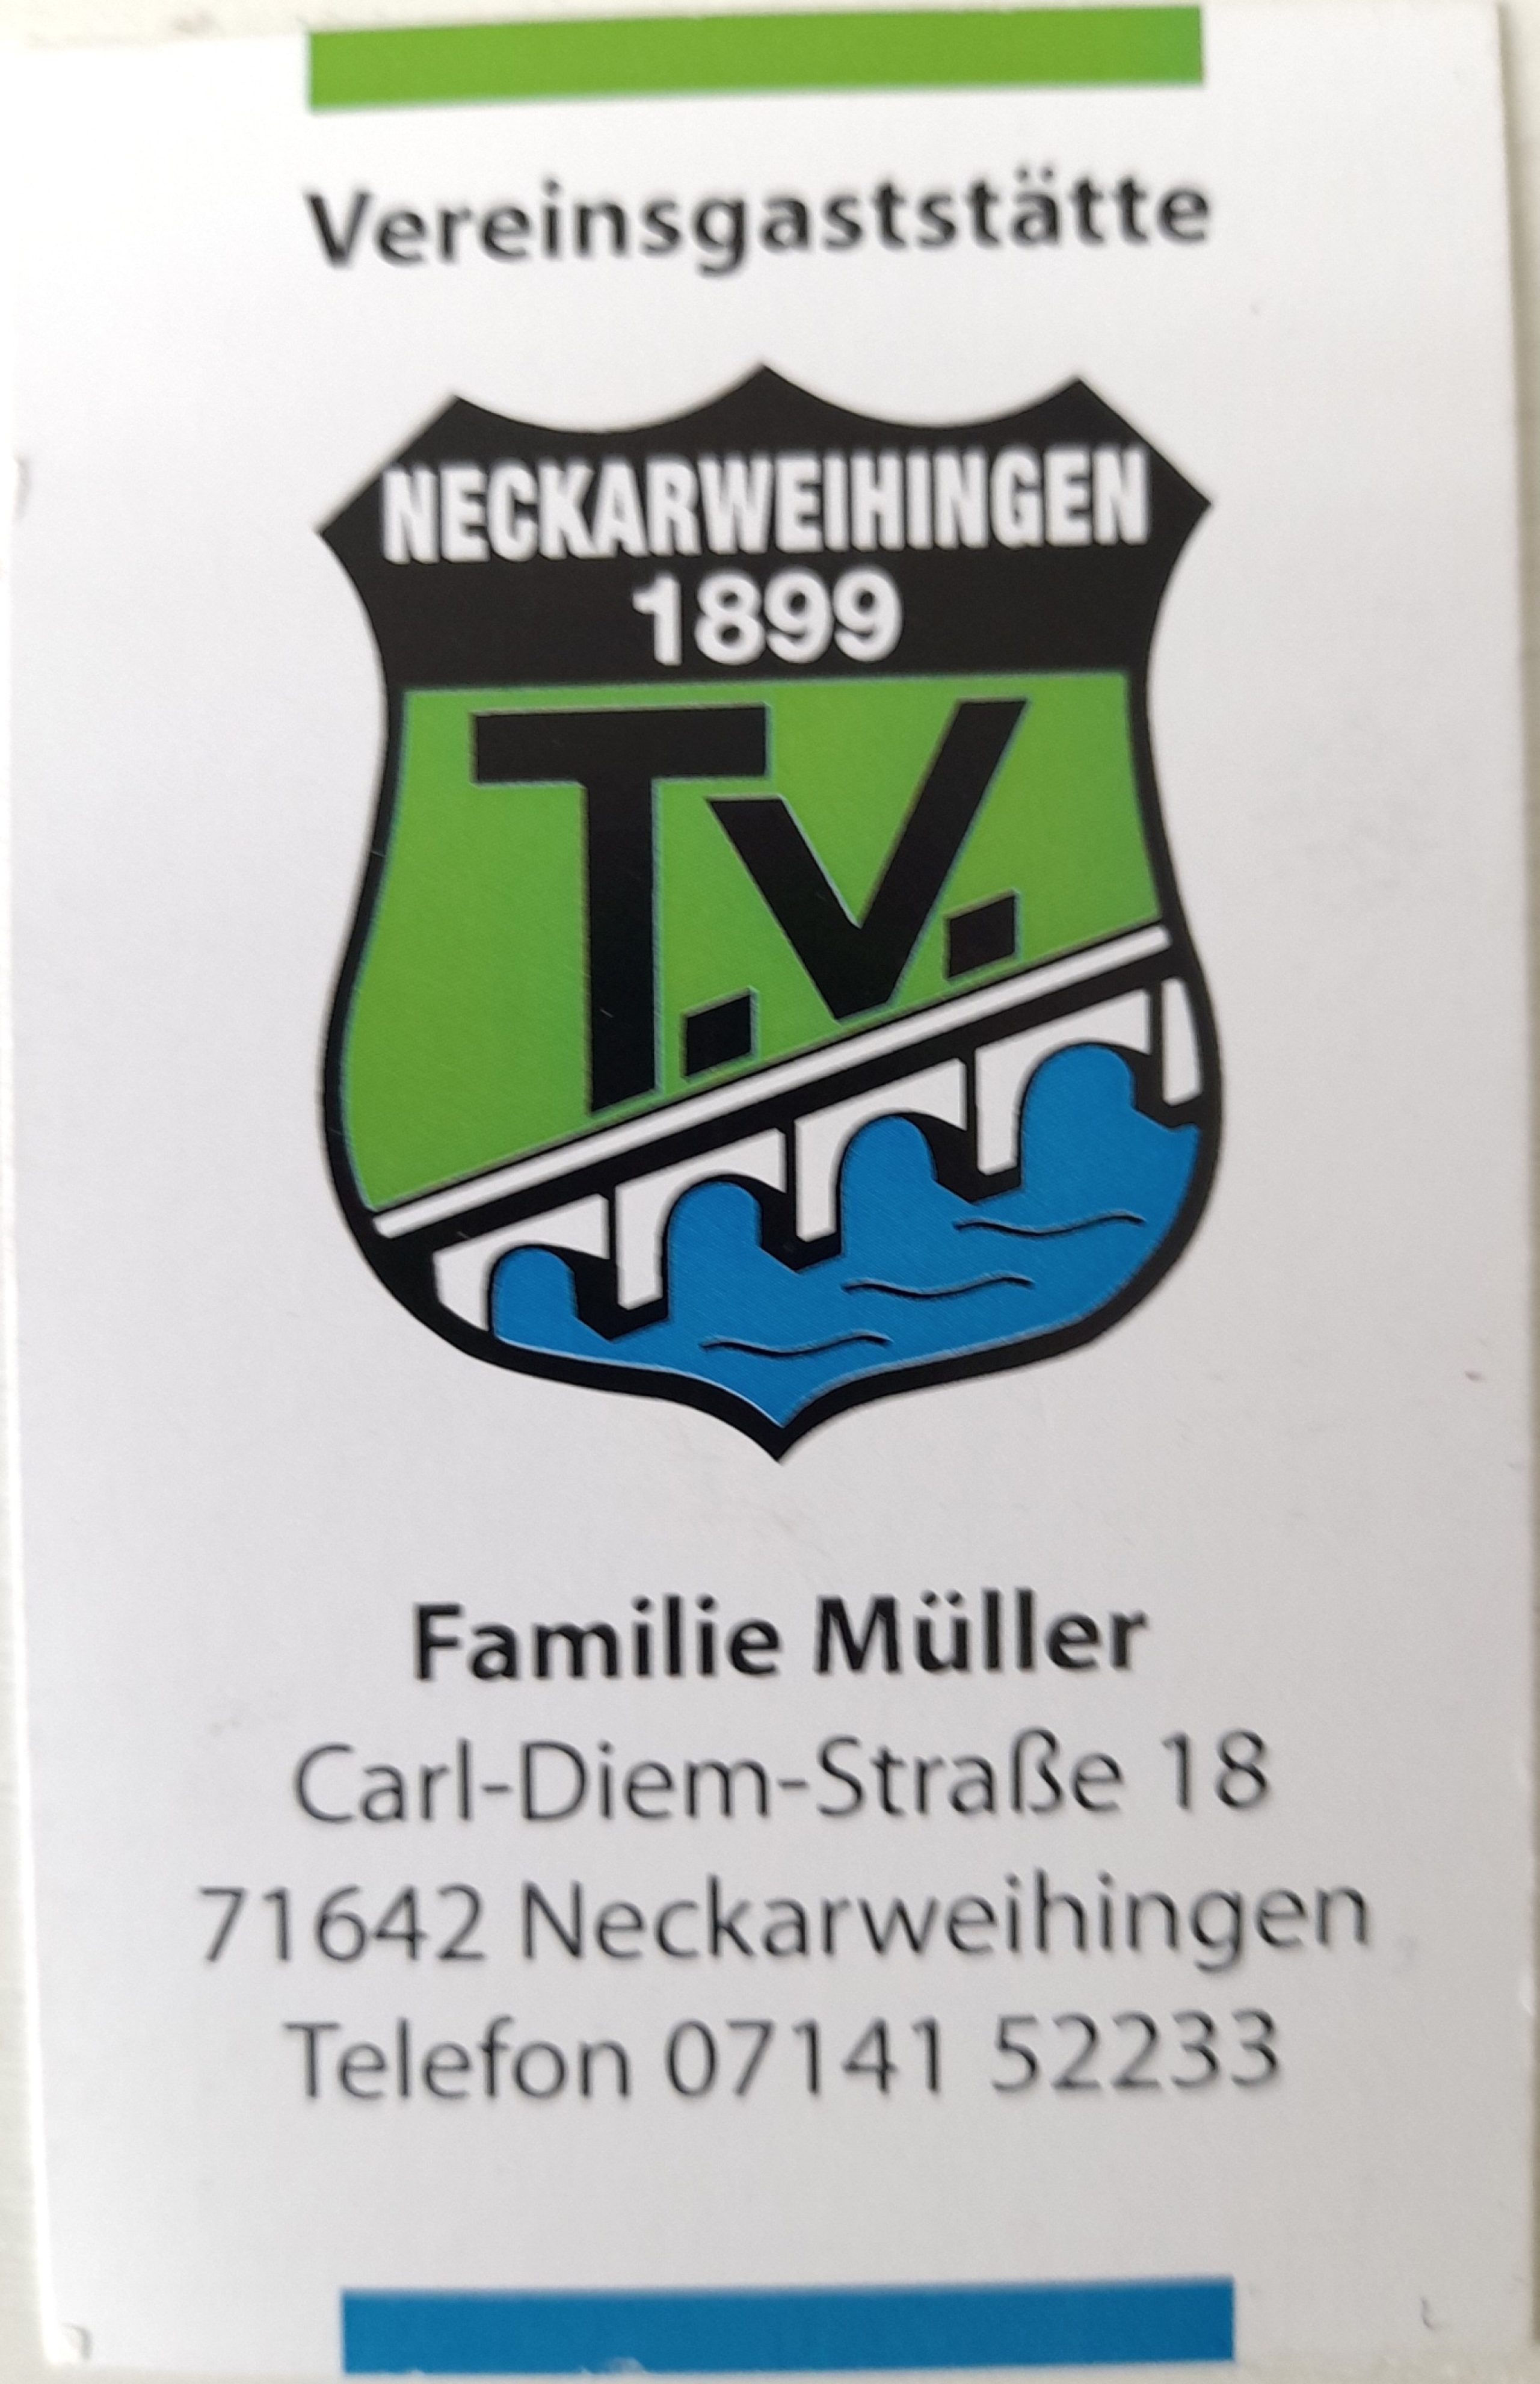 Vereinsgaststätte
NECKARWEIHINGEN
1899
T.V.
Familie Müller
Carl-Diem-Straße 18
71642 Neckarweihingen
Telefon 07141 52233